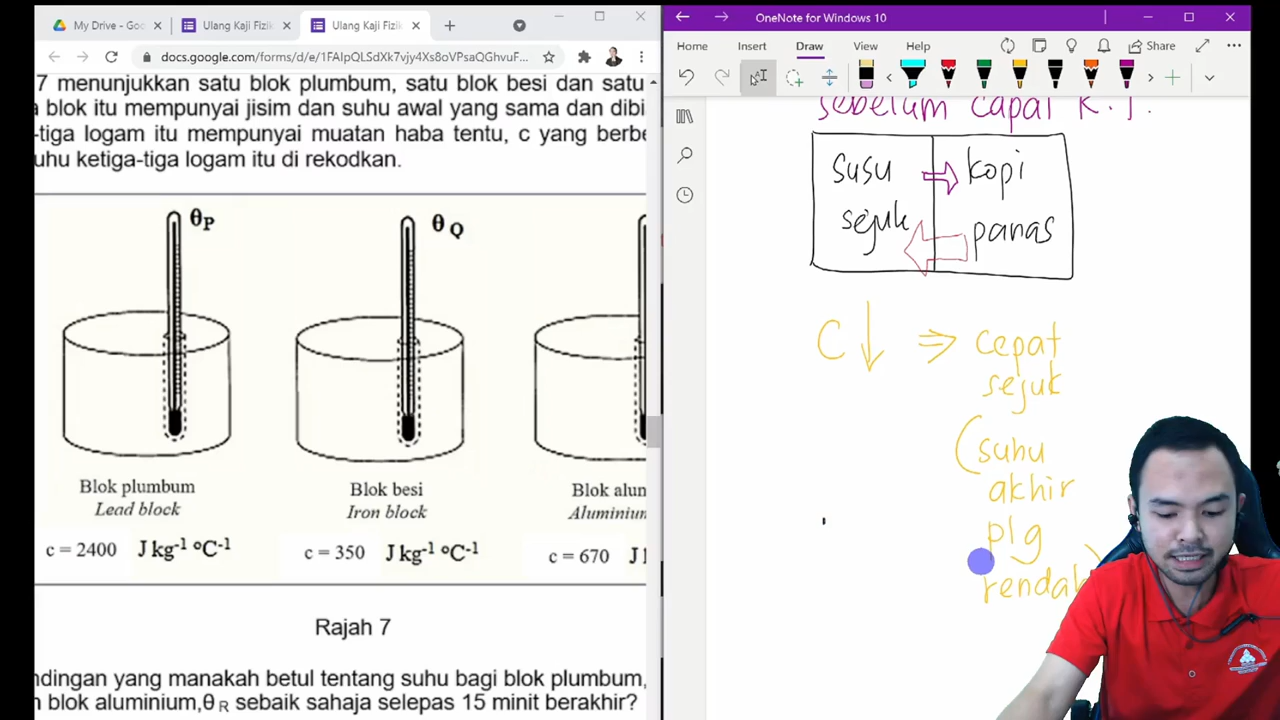 My Drive - Goo
Ulang Kaji Fizik
Ulang Kaji Fizik
docs.google.com/forms/d/e/1FAIpQLSdXk7vjy4Xs8oVPsaQGhvuF...
7 menunjukkan satu blok plumbum, satu blok besi dan satu
blok itu mempunyai jisim dan suhu awal yang sama dan dibi
-tiga logam itu mempunyai muatan haba tentu, c yang berbe
uhu ketiga-tiga logam itu di rekodkan.
θP
θ Q
Blok plumbum
Lead block
Blok besi
Iron block
Blok alun
Aluminium
c = 2400 J kg⁻¹ °C⁻¹
c = 350 J kg⁻¹ °C⁻¹
c = 670 J
Rajah 7
ndingan yang manakah betul tentang suhu bagi blok plumbum,
blok aluminium,θ R sebaik sahaja selepas 15 minit berakhir?
OneNote for Windows 10
Home Insert Draw View Help
Share
sebelum capai K.T.
susu ⇨ kopi
sejuk ⇦ panas
C↓ ⇒ cepat
sejuk
(suhu
akhir
plg
rendah)